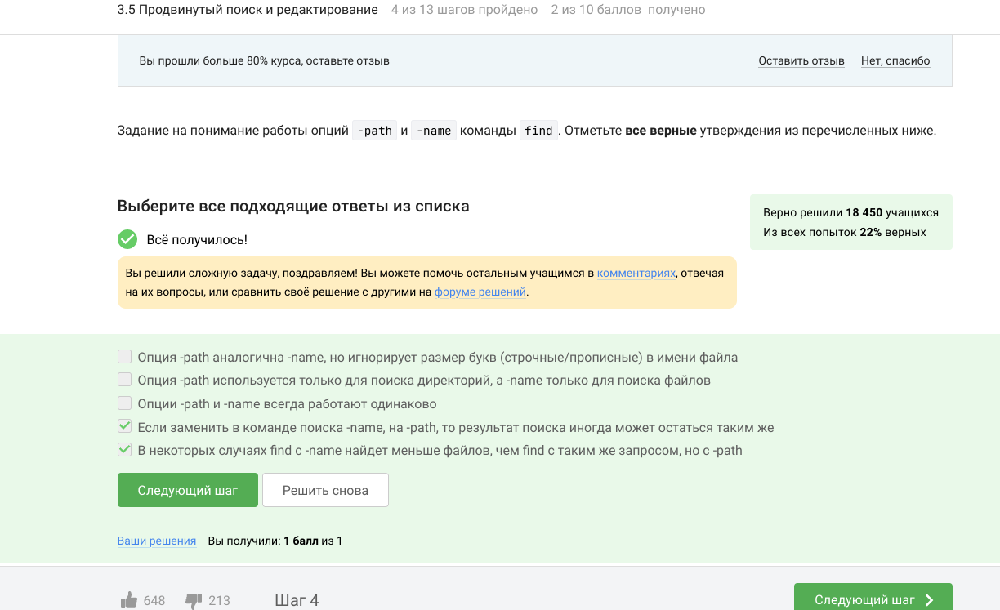 3.5 Продвинутый поиск и редактирование 4 из 13 шагов пройдено 2 из 10 баллов получено
Вы прошли больше 80% курса, оставьте отзыв Оставить отзыв Нет, спасибо
Задание на понимание работы опций -path и -name команды find. Отметьте все верные утверждения из перечисленных ниже.
Выберите все подходящие ответы из списка
Верно решили 18 450 учащихся
Из всех попыток 22% верных
Всё получилось!
Вы решили сложную задачу, поздравляем! Вы можете помочь остальным учащимся в комментариях, отвечая
на их вопросы, или сравнить своё решение с другими на форуме решений.
Опция -path аналогична -name, но игнорирует размер букв (строчные/прописные) в имени файла
Опция -path используется только для поиска директорий, а -name только для поиска файлов
Опции -path и -name всегда работают одинаково
Если заменить в команде поиска -name, на -path, то результат поиска иногда может остаться таким же
В некоторых случаях find с -name найдет меньше файлов, чем find с таким же запросом, но с -path
Следующий шаг Решить снова
Ваши решения Вы получили: 1 балл из 1
648 213 Шаг 4 Следующий шаг